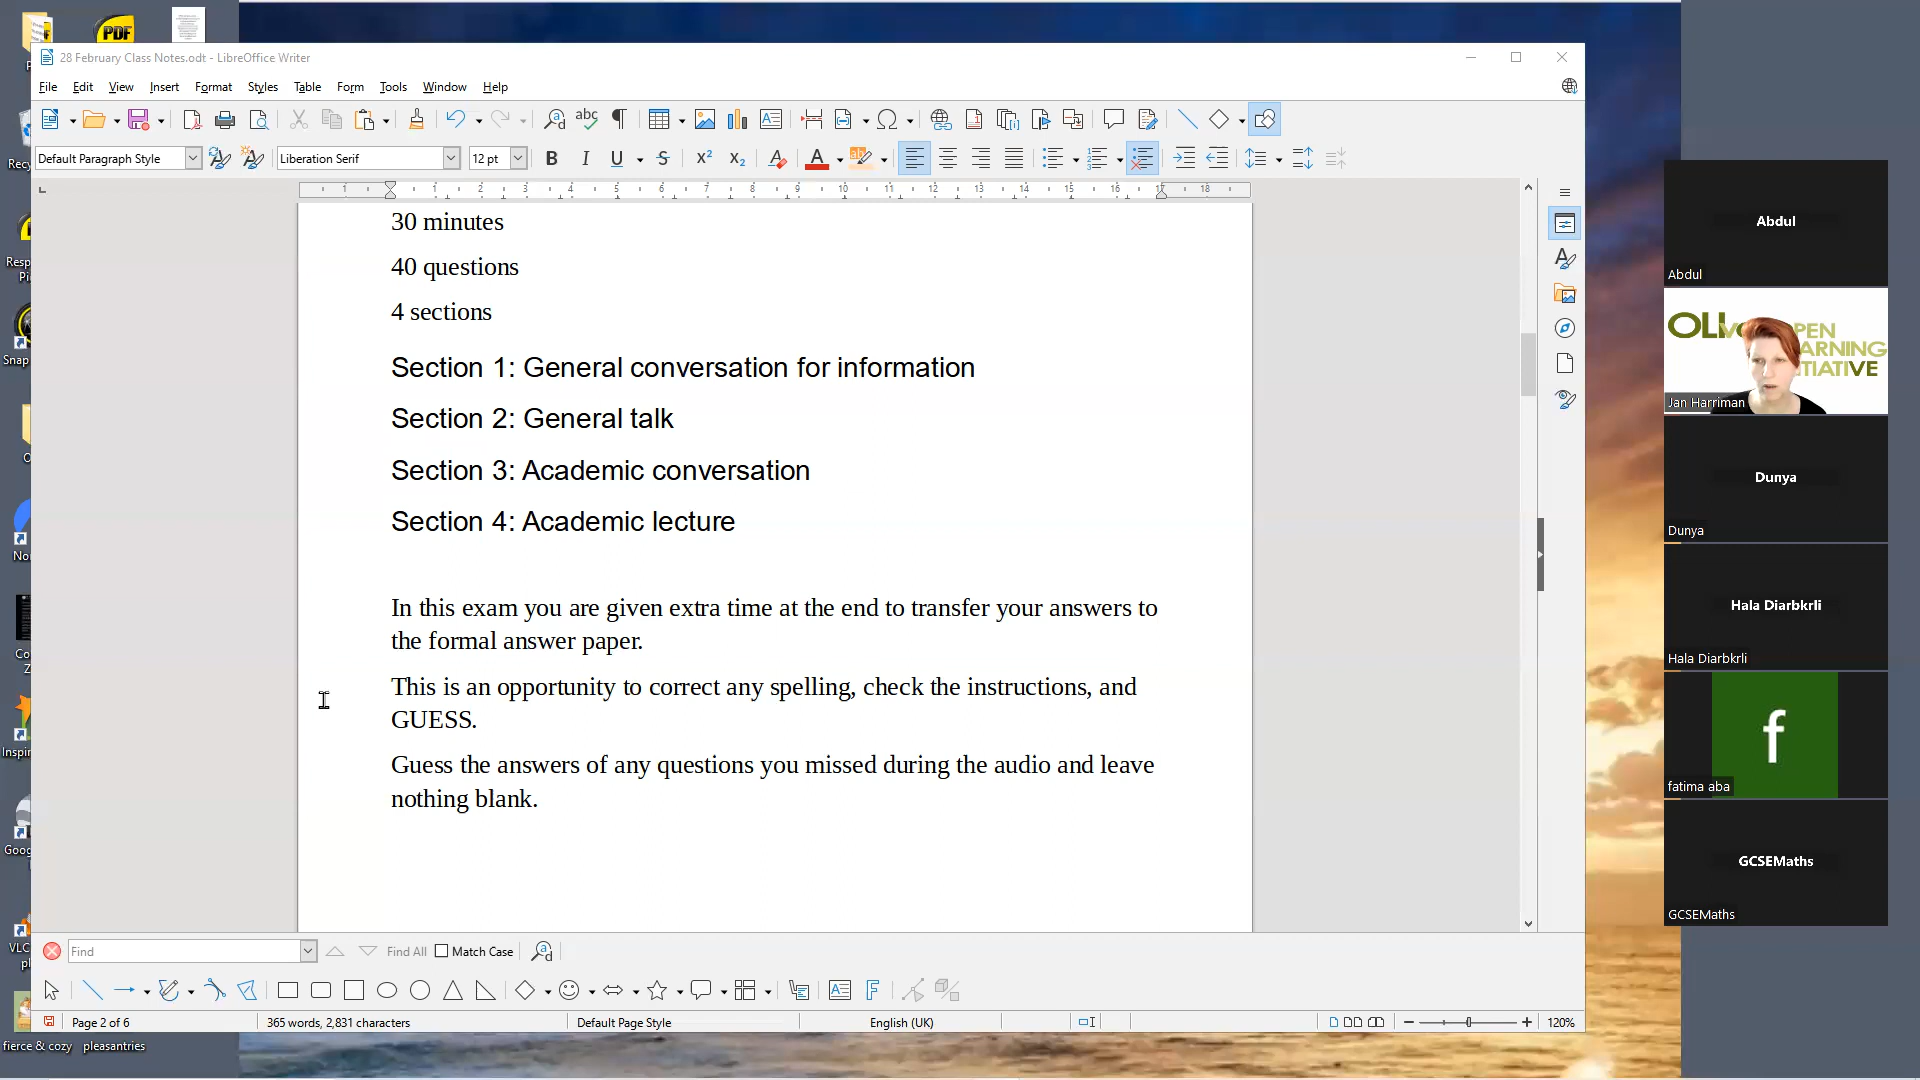 PDF
28 February Class Notes.odt - LibreOffice Writer
File Edit View Insert Format Styles Table Form Tools Window Help
Default Paragraph Style
Liberation Serif
12 pt
30 minutes
40 questions
4 sections
Section 1: General conversation for information
Section 2: General talk
Section 3: Academic conversation
Section 4: Academic lecture
In this exam you are given extra time at the end to transfer your answers to
the formal answer paper.
This is an opportunity to correct any spelling, check the instructions, and
GUESS.
Guess the answers of any questions you missed during the audio and leave
nothing blank.
Find
Find All
Match Case
Page 2 of 6
365 words, 2,831 characters
Default Page Style
English (UK)
120%
fierce & cozy
pleasantries
Abdul
Abdul
Jan Harriman
Dunya
Dunya
Hala Diarbkrli
Hala Diarbkrli
f
fatima aba
GCSEMaths
GCSEMaths